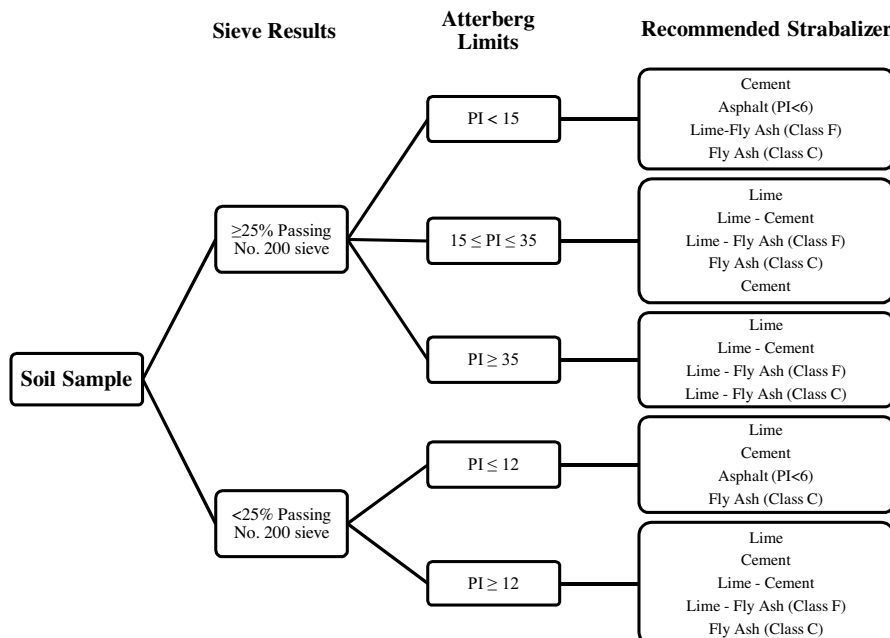 Sieve Results
Atterberg
Limits
Recommended Strabalizer
Soil Sample
≥25% Passing
No. 200 sieve
<25% Passing
No. 200 sieve
PI < 15
15 ≤ PI ≤ 35
PI ≥ 35
PI ≤ 12
PI ≥ 12
Cement
Asphalt (PI<6)
Lime-Fly Ash (Class F)
Fly Ash (Class C)
Lime
Lime - Cement
Lime - Fly Ash (Class F)
Fly Ash (Class C)
Cement
Lime
Lime - Cement
Lime - Fly Ash (Class F)
Lime - Fly Ash (Class C)
Lime
Cement
Asphalt (PI<6)
Fly Ash (Class C)
Lime
Cement
Lime - Cement
Lime - Fly Ash (Class F)
Fly Ash (Class C)